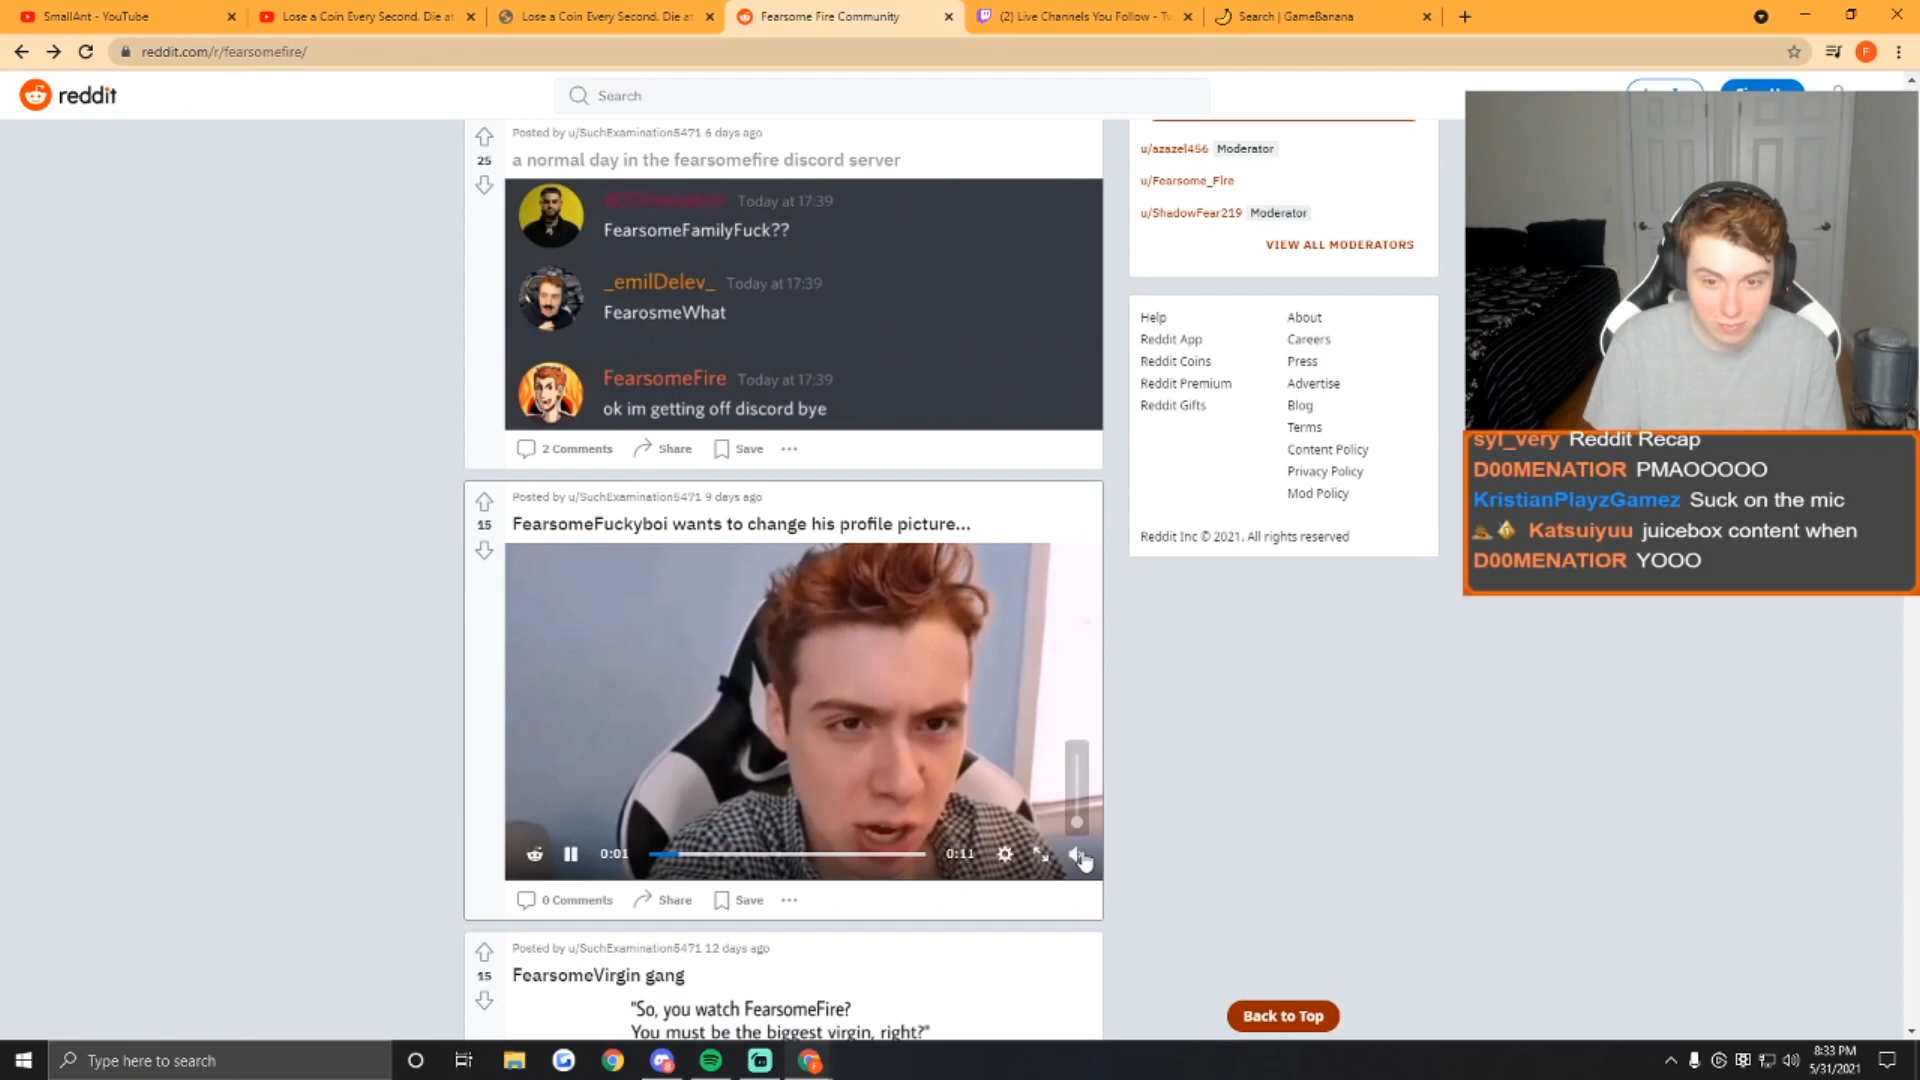 SmallAnt - YouTube
Lose a Coin Every Second. Die at
Lose a Coin Every Second. Die at
Fearsome Fire Community
(2) Live Channels You Follow - Tw
Search | GameBanana
reddit.com/r/fearsomefire/
F
reddit
Search
Posted by u/SuchExamination5471 6 days ago
25
a normal day in the fearsomefire discord server
Today at 17:39
FearsomeFamilyFuck??
_emilDelev_ Today at 17:39
FearosmeWhat
FearsomeFire Today at 17:39
ok im getting off discord bye
2 Comments Share Save
Posted by u/SuchExamination5471 9 days ago
15
FearsomeFuckyboi wants to change his profile picture...
0:01
0:11
0 Comments Share Save
Posted by u/SuchExamination5471 12 days ago
15
FearsomeVirgin gang
"So, you watch FearsomeFire?
You must be the biggest virgin, right?"
u/azazel456 Moderator
u/Fearsome_Fire
u/ShadowFear219 Moderator
VIEW ALL MODERATORS
Help
Reddit App
Reddit Coins
Reddit Premium
Reddit Gifts
About
Careers
Press
Advertise
Blog
Terms
Content Policy
Privacy Policy
Mod Policy
Reddit Inc © 2021. All rights reserved
Back to Top
syl_very Reddit Recap
D00MENATIOR PMAOOOOO
KristianPlayzGamez Suck on the mic
Katsuiyuu juicebox content when
D00MENATIOR YOOO
Type here to search
8:33 PM
5/31/2021